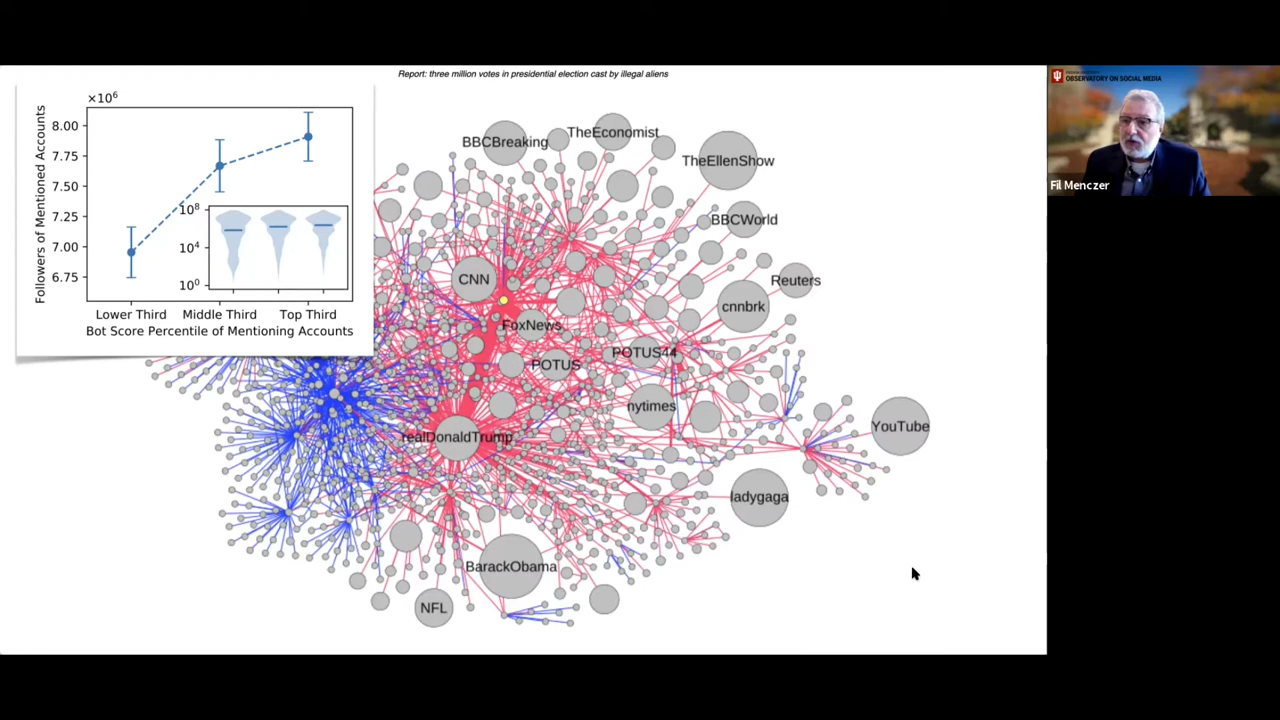 Report: three million votes in presidential election cast by illegal aliens
×10⁶
Followers of Mentioned Accounts
8.00
7.75
7.50
7.25
7.00
6.75
10⁸
10⁴
10⁰
Lower Third Middle Third Top Third
Bot Score Percentile of Mentioning Accounts
BBCBreaking
TheEconomist
TheEllenShow
BBCWorld
CNN
Reuters
cnnbrk
FoxNews
POTUS44
POTUS
nytimes
YouTube
realDonaldTrump
ladygaga
BarackObama
NFL
OBSERVATORY ON SOCIAL MEDIA
Fil Menczer